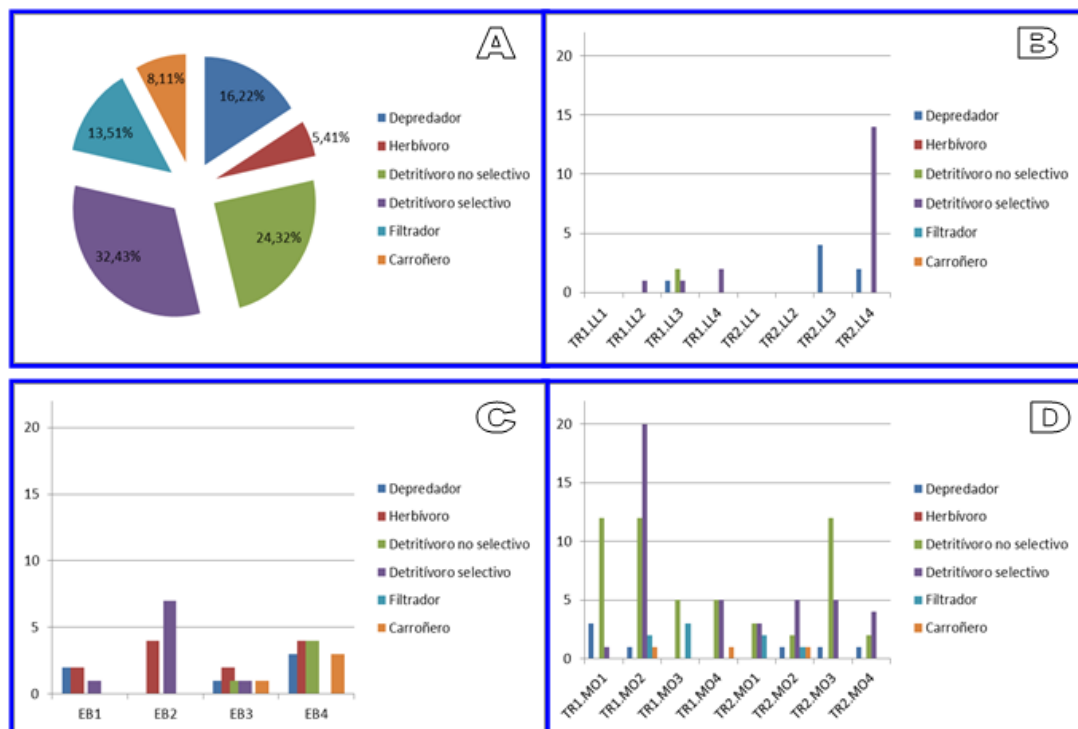 A
8,11%
16,22%
5,41%
13,51%
32,43%
24,32%
Depredador
Herbívoro
Detritívoro no selectivo
Detritívoro selectivo
Filtrador
Carroñero
B
20
15
10
5
0
TR1.LL1
TR1.LL2
TR1.LL3
TR1.LL4
TR2.LL1
TR2.LL2
TR2.LL3
TR2.LL4
Depredador
Herbívoro
Detritívoro no selectivo
Detritívoro selectivo
Filtrador
Carroñero
C
20
15
10
5
0
EB1 EB2 EB3 EB4
Depredador
Herbívoro
Detritívoro no selectivo
Detritívoro selectivo
Filtrador
Carroñero
D
20
15
10
5
0
TR1.MO1
TR1.MO2
TR1.MO3
TR1.MO4
TR2.MO1
TR2.MO2
TR2.MO3
TR2.MO4
Depredador
Herbívoro
Detritívoro no selectivo
Detritívoro selectivo
Filtrador
Carroñero